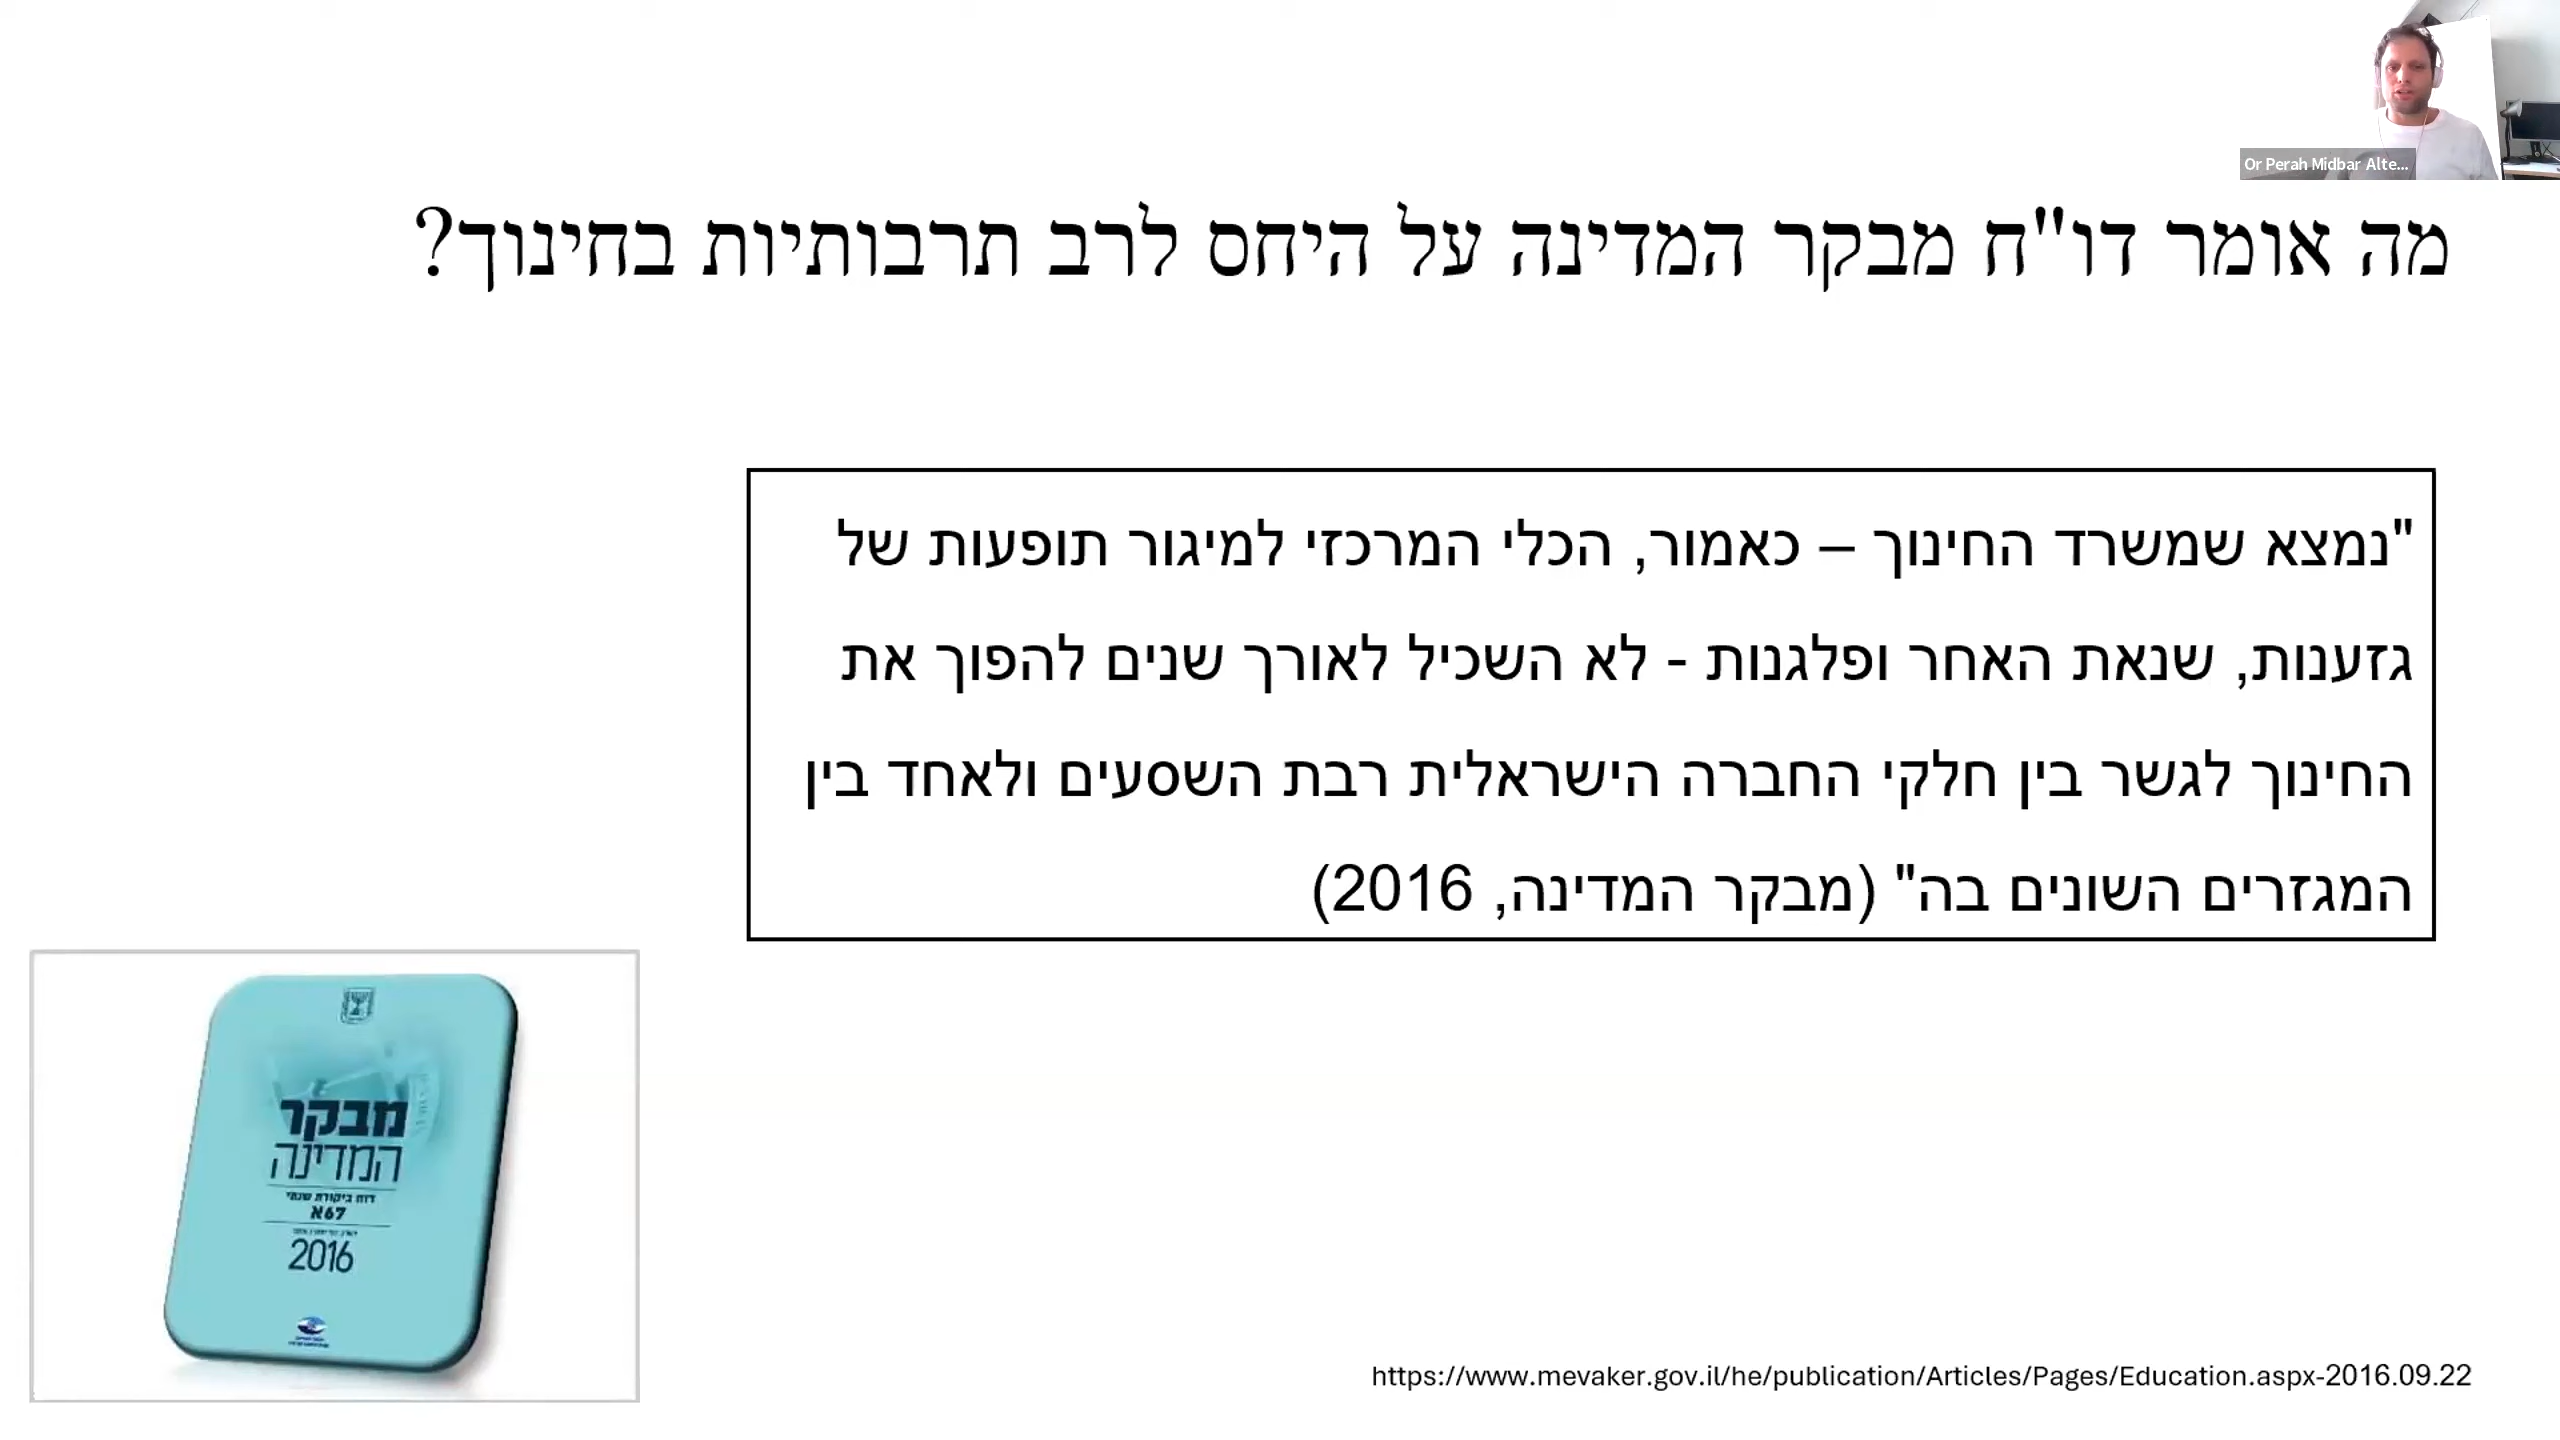 Or Perah Midbar Alte...
מה אומר דו"ח מבקר המדינה על היחס לרב תרבותיות בחינוך?
"נמצא שמשרד החינוך – כאמור, הכלי המרכזי למיגור תופעות של
גזענות, שנאת האחר ופלגנות - לא השכיל לאורך שנים להפוך את
החינוך לגשר בין חלקי החברה הישראלית רבת השסעים ולאחד בין
המגזרים השונים בה" (מבקר המדינה, 2016)
מבקר
המדינה
דוח ביקורת שנתי
67א
2016
https://www.mevaker.gov.il/he/publication/Articles/Pages/Education.aspx-2016.09.22